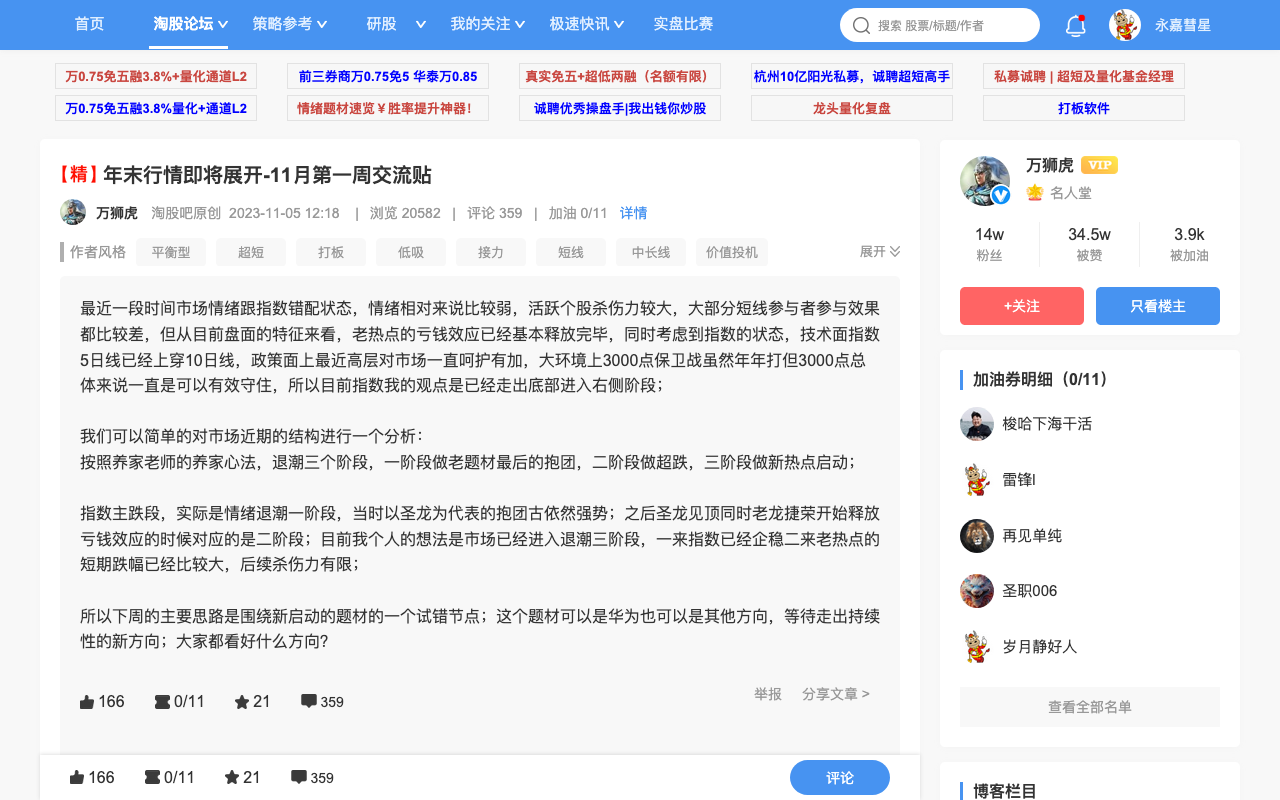 首页 淘股论坛 策略参考 研股 我的关注 极速快讯 实盘比赛 搜索 股票/标题/作者 永嘉彗星
万0.75免五融3.8%+量化通道L2 前三券商万0.75免5 华泰万0.85 真实免五+超低两融（名额有限） 杭州10亿阳光私募，诚聘超短高手 私募诚聘 | 超短及量化基金经理
万0.75免五融3.8%量化+通道L2 情绪题材速览￥胜率提升神器！ 诚聘优秀操盘手|我出钱你炒股 龙头量化复盘 打板软件
【精】年末行情即将展开-11月第一周交流贴
万狮虎 淘股吧原创 2023-11-05 12:18 | 浏览 20582 | 评论 359 | 加油 0/11 详情
作者风格 平衡型 超短 打板 低吸 接力 短线 中长线 价值投机 展开
最近一段时间市场情绪跟指数错配状态，情绪相对来说比较弱，活跃个股杀伤力较大，大部分短线参与者参与效果
都比较差，但从目前盘面的特征来看，老热点的亏钱效应已经基本释放完毕，同时考虑到指数的状态，技术面指数
5日线已经上穿10日线，政策面上最近高层对市场一直呵护有加，大环境上3000点保卫战虽然年年打但3000点总
体来说一直是可以有效守住，所以目前指数我的观点是已经走出底部进入右侧阶段；
我们可以简单的对市场近期的结构进行一个分析：
按照养家老师的养家心法，退潮三个阶段，一阶段做老题材最后的抱团，二阶段做超跌，三阶段做新热点启动；
指数主跌段，实际是情绪退潮一阶段，当时以圣龙为代表的抱团古依然强势；之后圣龙见顶同时老龙捷荣开始释放
亏钱效应的时候对应的是二阶段；目前我个人的想法是市场已经进入退潮三阶段，一来指数已经企稳二来老热点的
短期跌幅已经比较大，后续杀伤力有限；
所以下周的主要思路是围绕新启动的题材的一个试错节点；这个题材可以是华为也可以是其他方向，等待走出持续
性的新方向；大家都看好什么方向？
166 0/11 21 359 举报 分享文章 >
166 0/11 21 359 评论
万狮虎 VIP
名人堂
14w 34.5w 3.9k
粉丝 被赞 被加油
+关注 只看楼主
加油券明细（0/11）
梭哈下海干活
雷锋l
再见单纯
圣职006
岁月静好人
查看全部名单
博客栏目